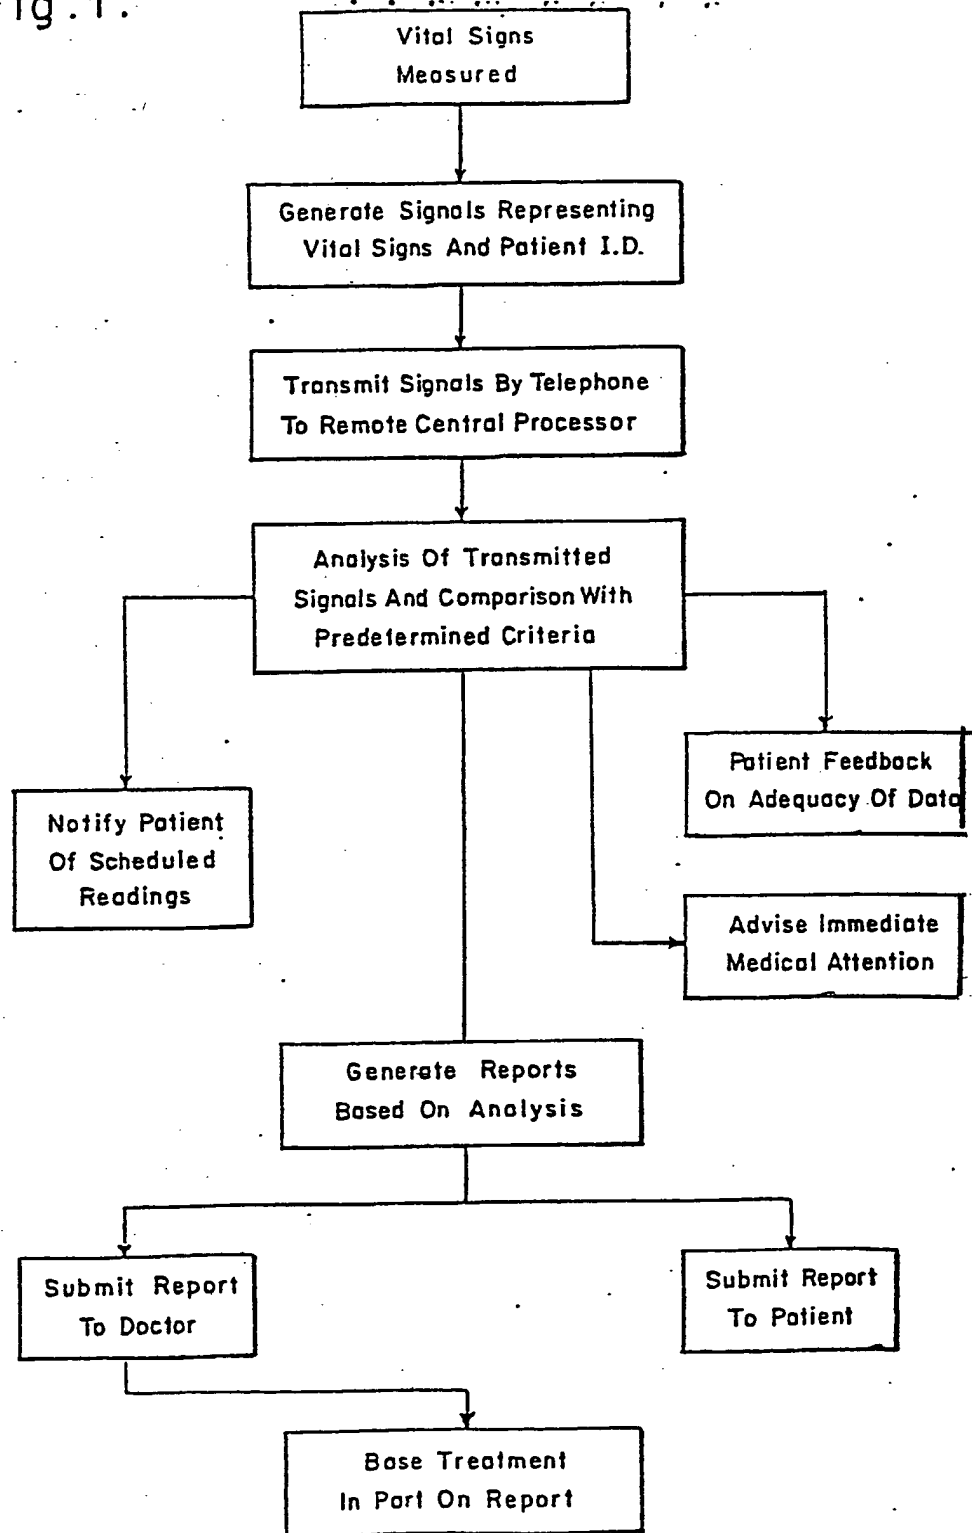 ig.1.
Vital Signs
Measured
Generate Signals Representing
Vital Signs And Patient I.D.
Transmit Signals By Telephone
To Remote Central Processor
Analysis Of Transmitted
Signals And Comparison With
Predetermined Criteria
Patient Feedback
On Adequacy Of Data
Notify Patient
Of Scheduled
Readings
Advise Immediate
Medical Attention
Generate Reports
Based On Analysis
Submit Report
To Doctor
Submit Report
To Patient
Base Treatment
In Part On Report